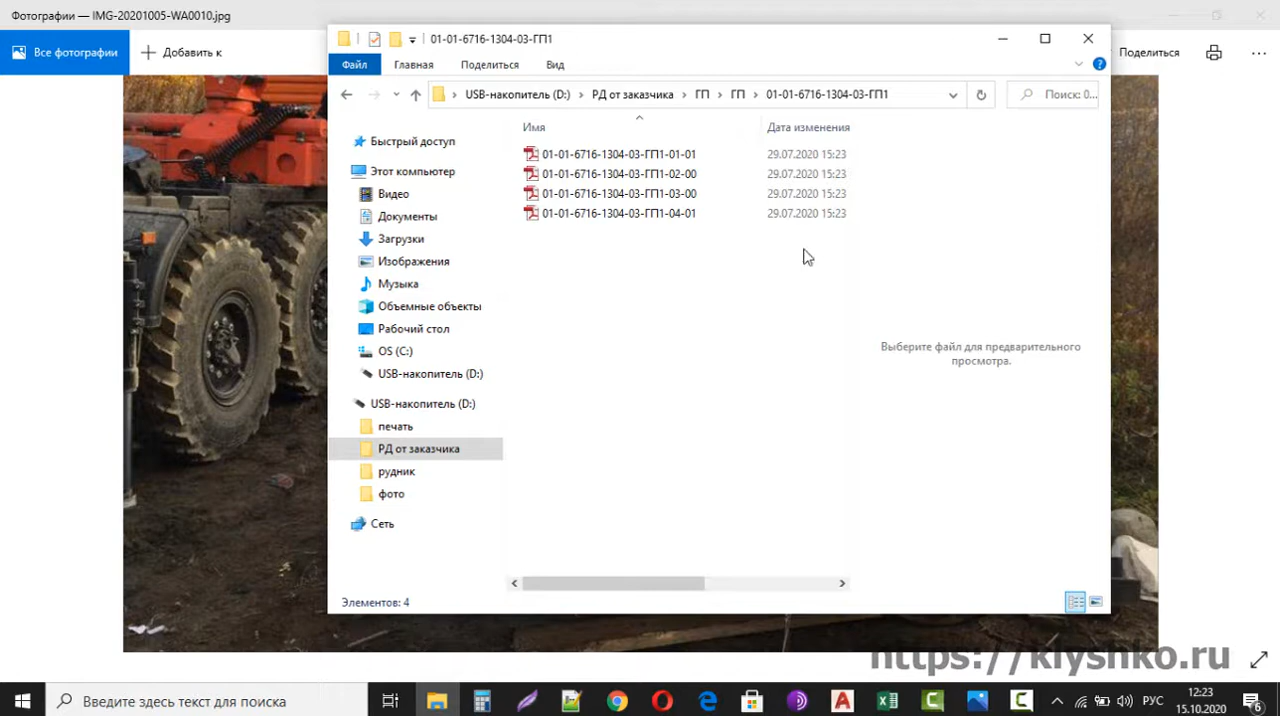 Фотографии — IMG-20201005-WA0010.jpg
Все фотографии
Добавить к
Поделиться
01-01-6716-1304-03-ГП1
Файл
Главная
Поделиться
Вид
USB-накопитель (D:) > РД от заказчика > ГП > ГП > 01-01-6716-1304-03-ГП1
Поиск: 0...
Имя
Дата изменения
01-01-6716-1304-03-ГП1-01-01 29.07.2020 15:23
01-01-6716-1304-03-ГП1-02-00 29.07.2020 15:23
01-01-6716-1304-03-ГП1-03-00 29.07.2020 15:23
01-01-6716-1304-03-ГП1-04-01 29.07.2020 15:23
Быстрый доступ
Этот компьютер
Видео
Документы
Загрузки
Изображения
Музыка
Объемные объекты
Рабочий стол
OS (C:)
USB-накопитель (D:)
USB-накопитель (D:)
печать
РД от заказчика
рудник
фото
Сеть
Выберите файл для предварительного
просмотра.
Элементов: 4
https://klyshko.ru
Введите здесь текст для поиска
РУС
12:23
15.10.2020
6